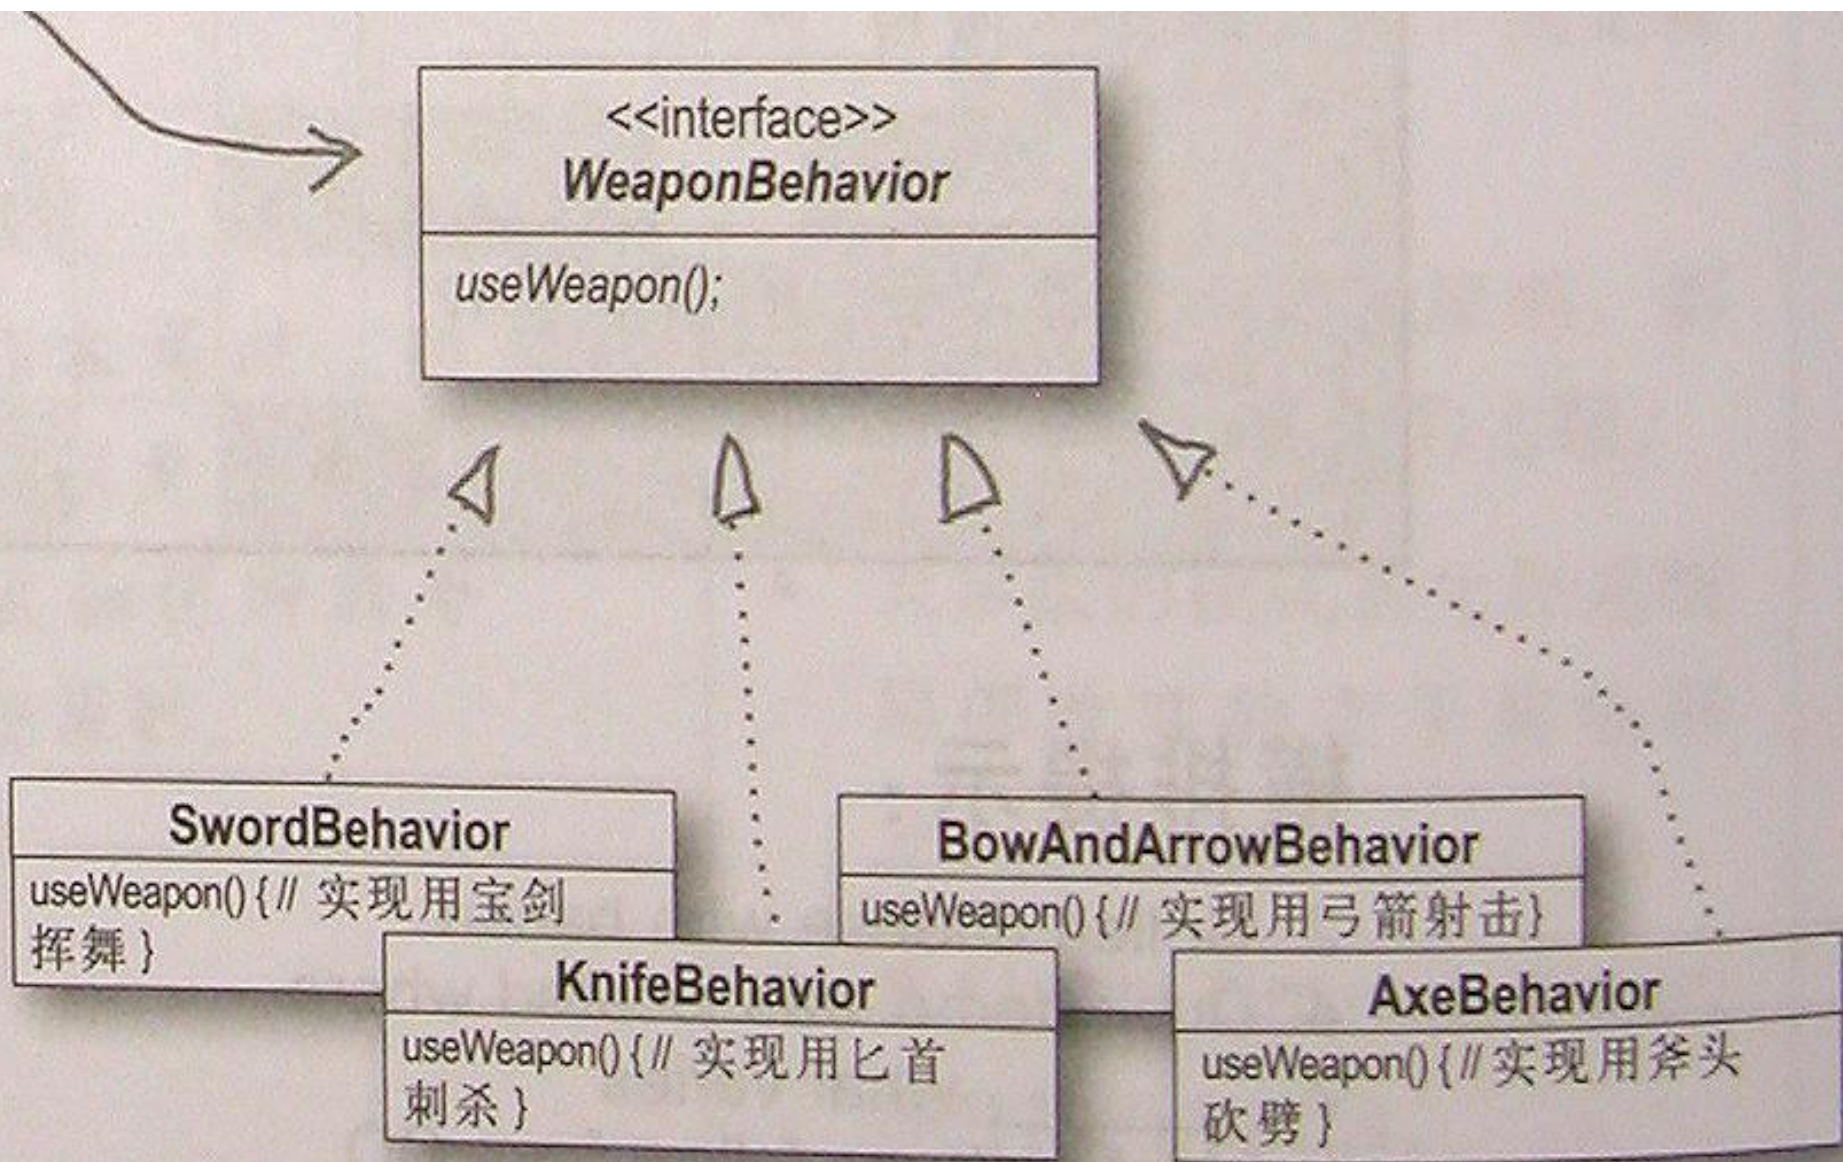 <<interface>>
WeaponBehavior
useWeapon();
SwordBehavior
useWeapon() {// 实现用宝剑
挥舞 }
BowAndArrowBehavior
useWeapon() {// 实现用弓箭射击}
KnifeBehavior
useWeapon() {// 实现用匕首
刺杀 }
AxeBehavior
useWeapon() {// 实现用斧头
砍劈 }